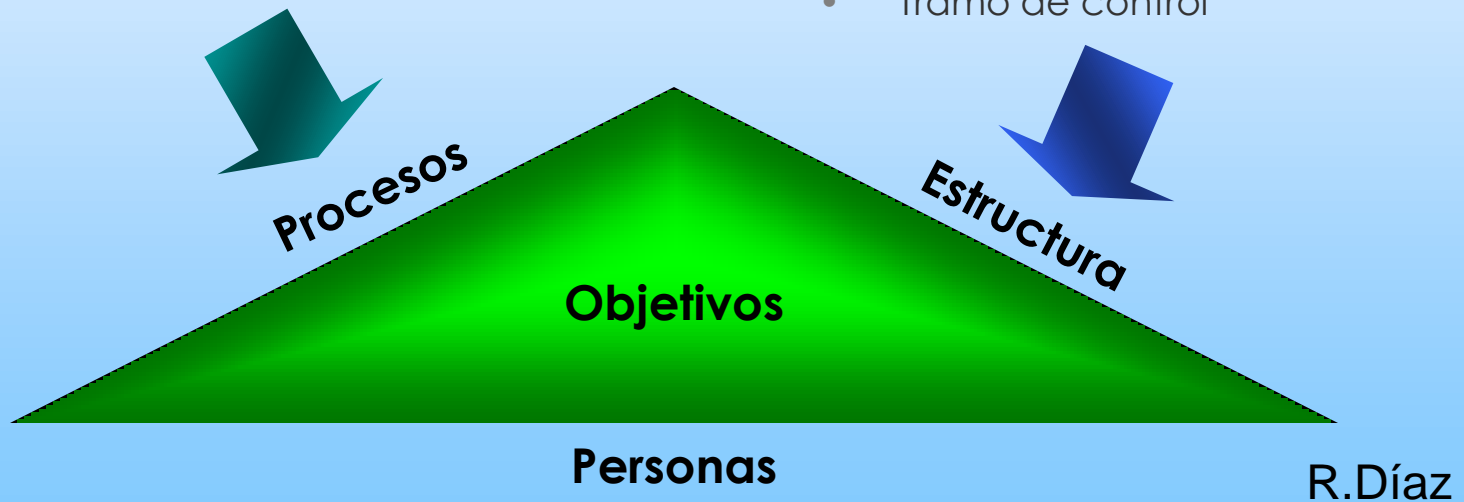 • Tramo de control
Procesos
Estructura
Objetivos
Personas
R.Díaz